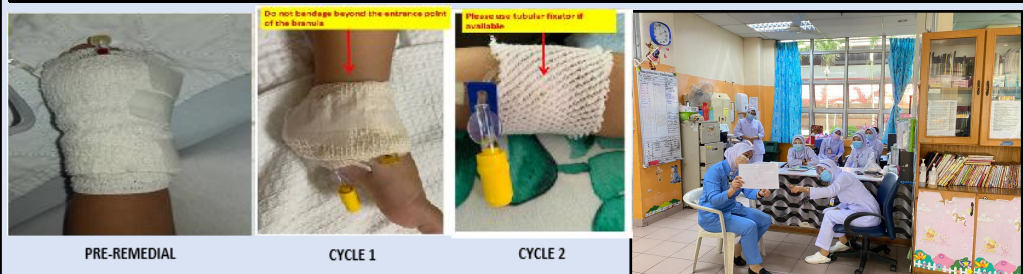 Do not bandage beyond the entrance point
of the branula
Please use tubular fixator if
available
PRE-REMEDIAL
CYCLE 1
CYCLE 2